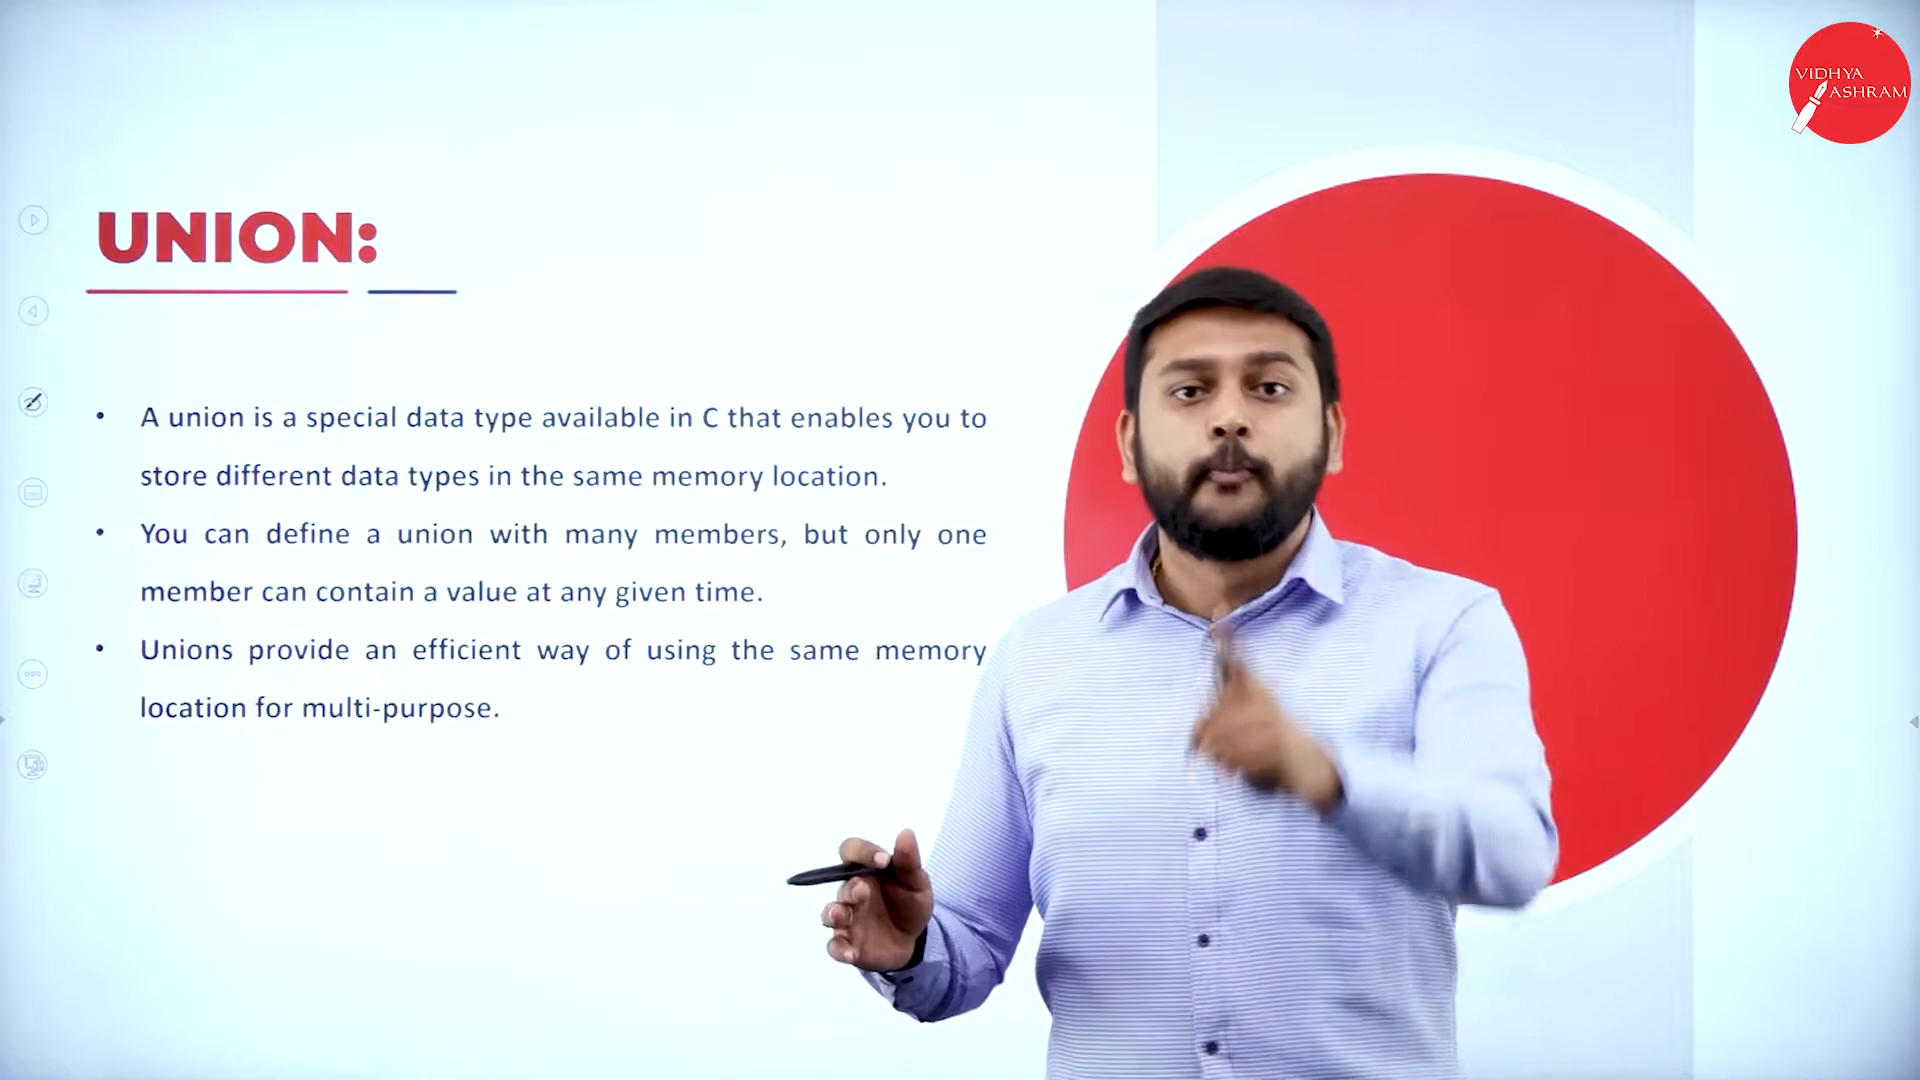 VIDHYA
ASHRAM
UNION:
• A union is a special data type available in C that enables you to
store different data types in the same memory location.
• You can define a union with many members, but only one
member can contain a value at any given time.
• Unions provide an efficient way of using the same memory
location for multi-purpose.